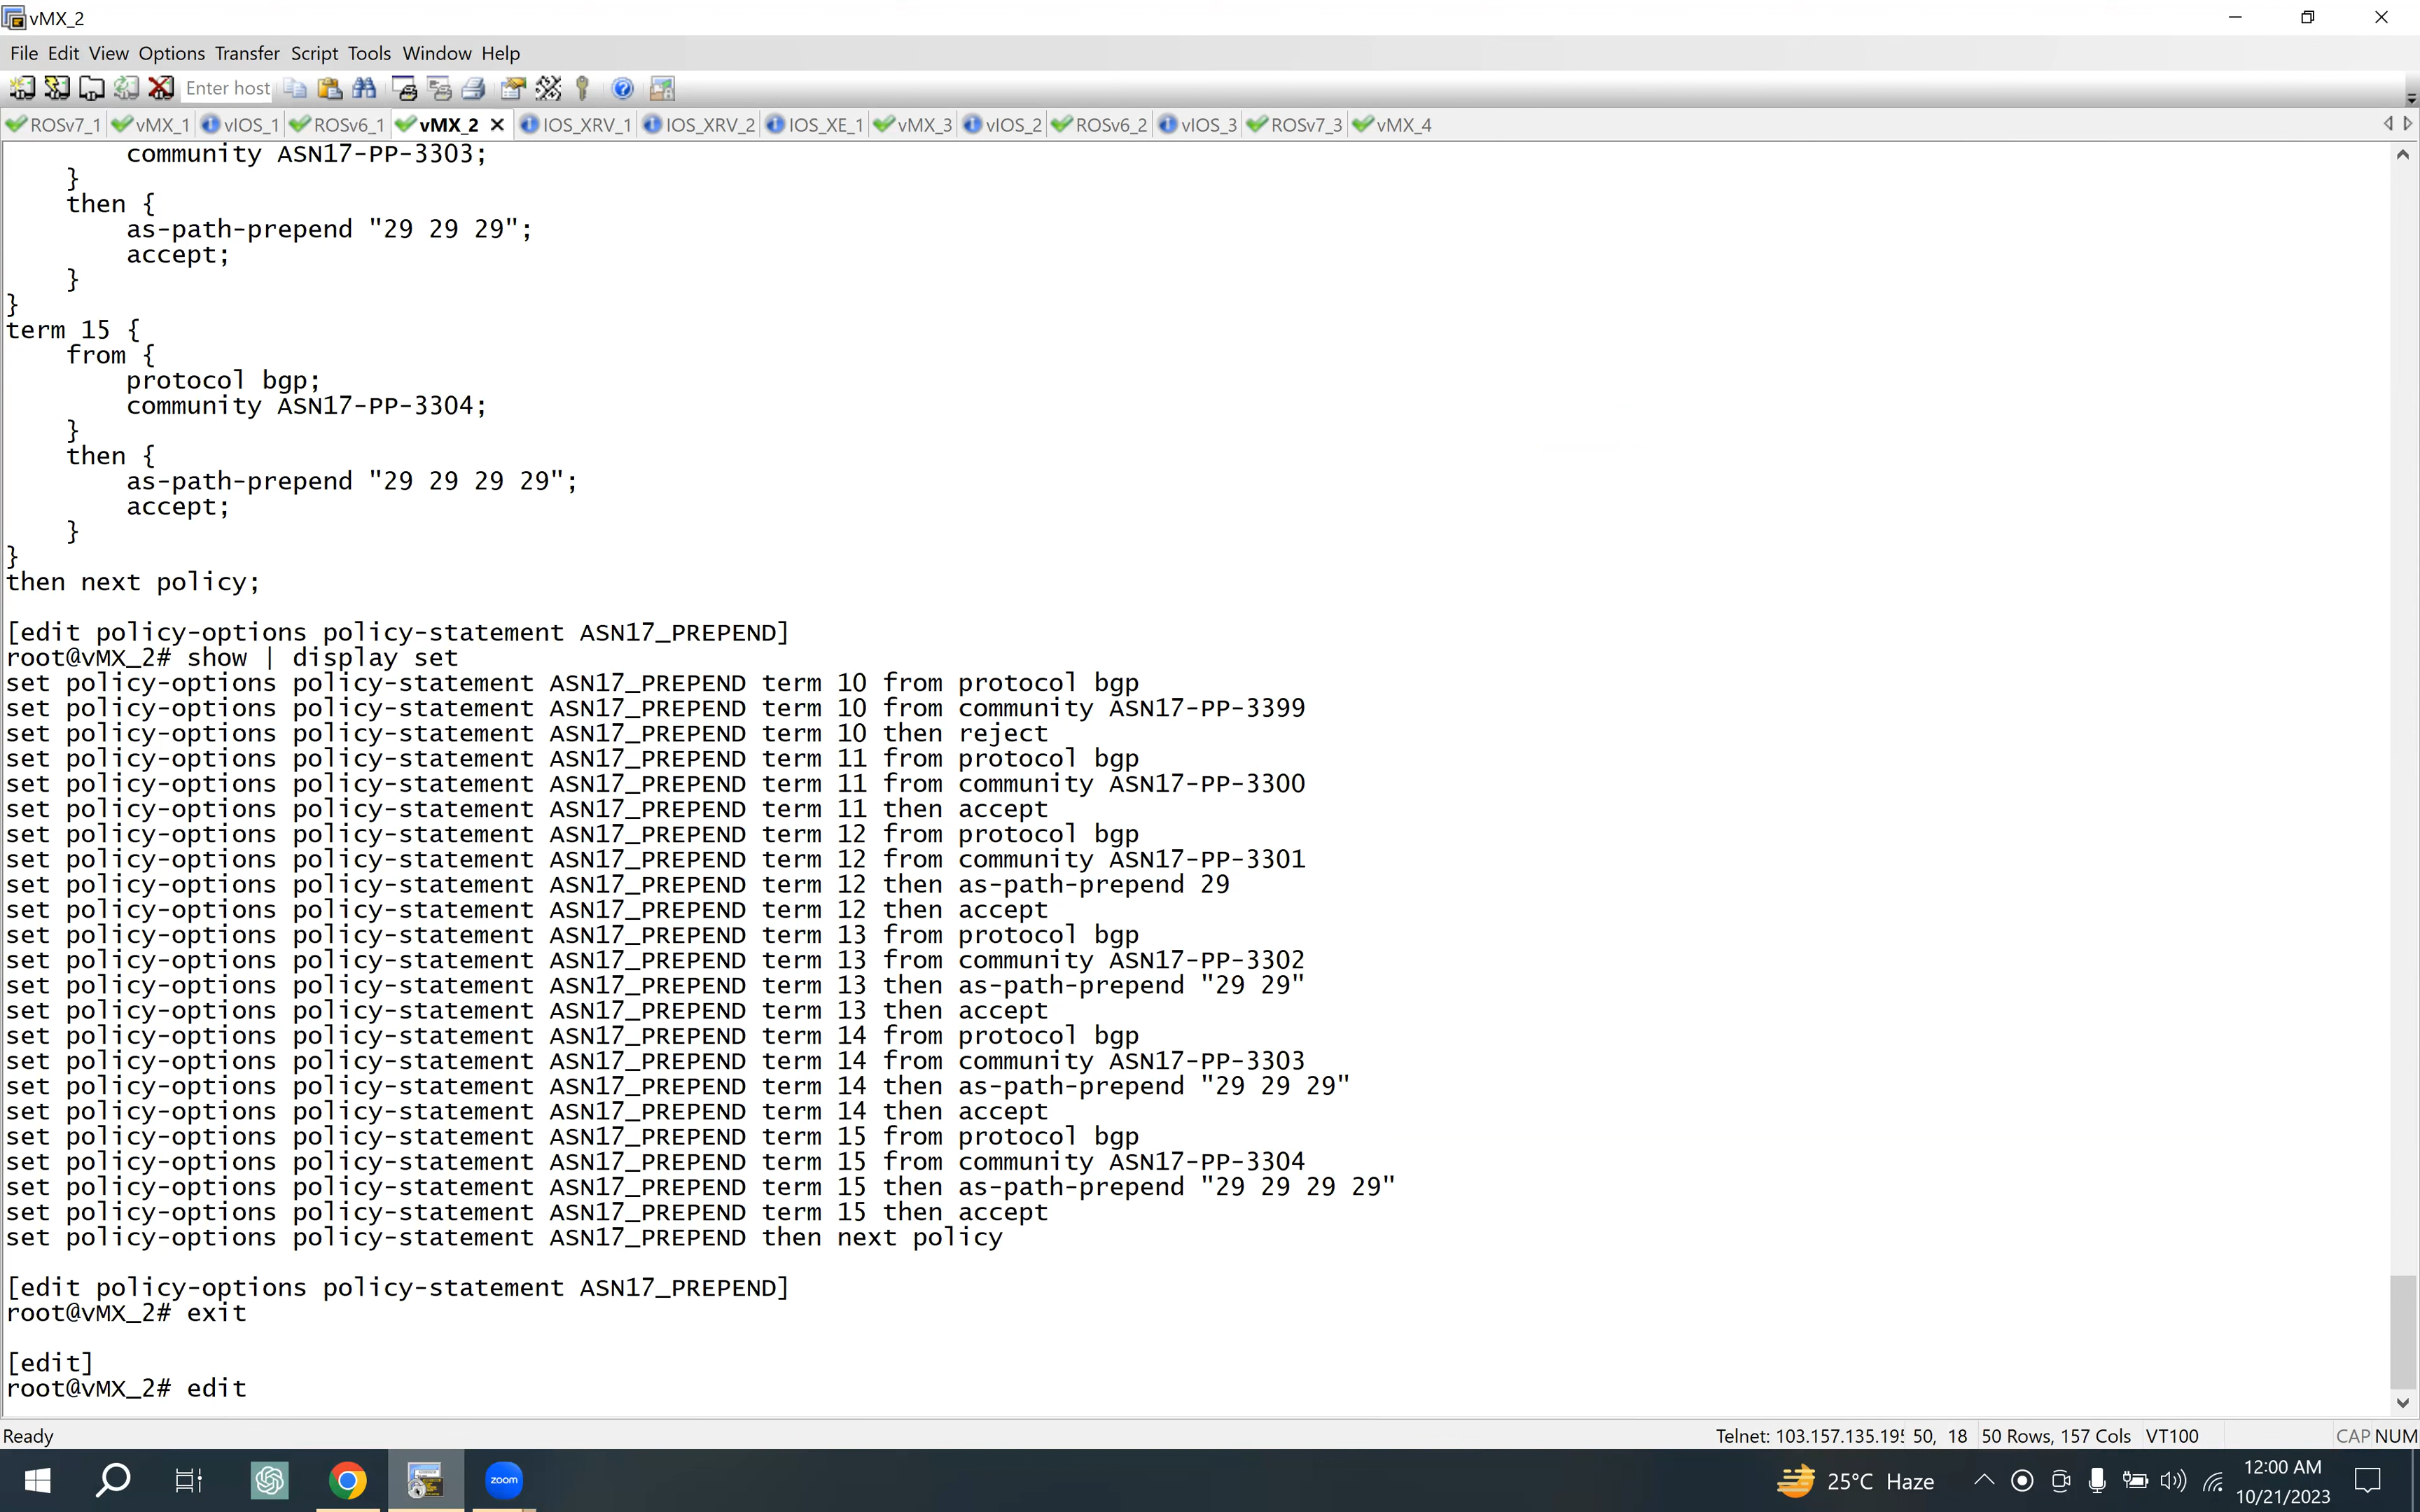 vMX_2
File Edit View Options Transfer Script Tools Window Help
Enter host
ROSv7_1 vMX_1 vIOS_1 ROSv6_1 vMX_2 IOS_XRV_1 IOS_XRV_2 IOS_XE_1 vMX_3 vIOS_2 ROSv6_2 vIOS_3 ROSv7_3 vMX_4
community ASN17-PP-3303;
}
then {
as-path-prepend "29 29 29";
accept;
}
}
term 15 {
from {
protocol bgp;
community ASN17-PP-3304;
}
then {
as-path-prepend "29 29 29 29";
accept;
}
}
then next policy;
[edit policy-options policy-statement ASN17_PREPEND]
root@vMX_2# show | display set
set policy-options policy-statement ASN17_PREPEND term 10 from protocol bgp
set policy-options policy-statement ASN17_PREPEND term 10 from community ASN17-PP-3399
set policy-options policy-statement ASN17_PREPEND term 10 then reject
set policy-options policy-statement ASN17_PREPEND term 11 from protocol bgp
set policy-options policy-statement ASN17_PREPEND term 11 from community ASN17-PP-3300
set policy-options policy-statement ASN17_PREPEND term 11 then accept
set policy-options policy-statement ASN17_PREPEND term 12 from protocol bgp
set policy-options policy-statement ASN17_PREPEND term 12 from community ASN17-PP-3301
set policy-options policy-statement ASN17_PREPEND term 12 then as-path-prepend 29
set policy-options policy-statement ASN17_PREPEND term 12 then accept
set policy-options policy-statement ASN17_PREPEND term 13 from protocol bgp
set policy-options policy-statement ASN17_PREPEND term 13 from community ASN17-PP-3302
set policy-options policy-statement ASN17_PREPEND term 13 then as-path-prepend "29 29"
set policy-options policy-statement ASN17_PREPEND term 13 then accept
set policy-options policy-statement ASN17_PREPEND term 14 from protocol bgp
set policy-options policy-statement ASN17_PREPEND term 14 from community ASN17-PP-3303
set policy-options policy-statement ASN17_PREPEND term 14 then as-path-prepend "29 29 29"
set policy-options policy-statement ASN17_PREPEND term 14 then accept
set policy-options policy-statement ASN17_PREPEND term 15 from protocol bgp
set policy-options policy-statement ASN17_PREPEND term 15 from community ASN17-PP-3304
set policy-options policy-statement ASN17_PREPEND term 15 then as-path-prepend "29 29 29 29"
set policy-options policy-statement ASN17_PREPEND term 15 then accept
set policy-options policy-statement ASN17_PREPEND then next policy
[edit policy-options policy-statement ASN17_PREPEND]
root@vMX_2# exit
[edit]
root@vMX_2# edit
Ready Telnet: 103.157.135.195 50, 18 50 Rows, 157 Cols VT100 CAP NUM
zoom 25°C Haze 12:00 AM
10/21/2023